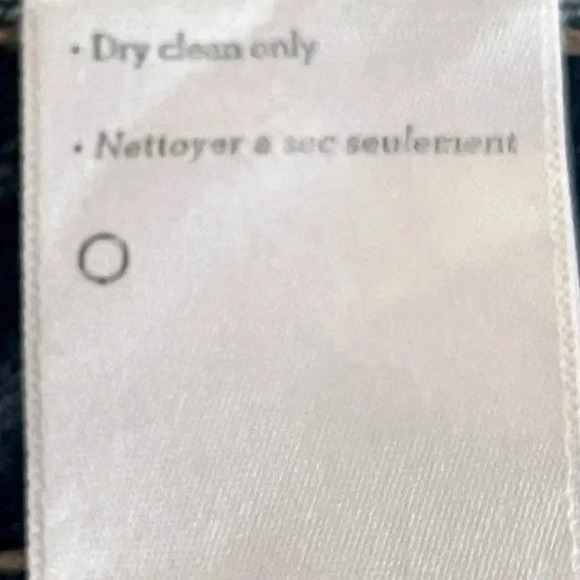 • Dry clean only
• Nettoyer a sec seulement